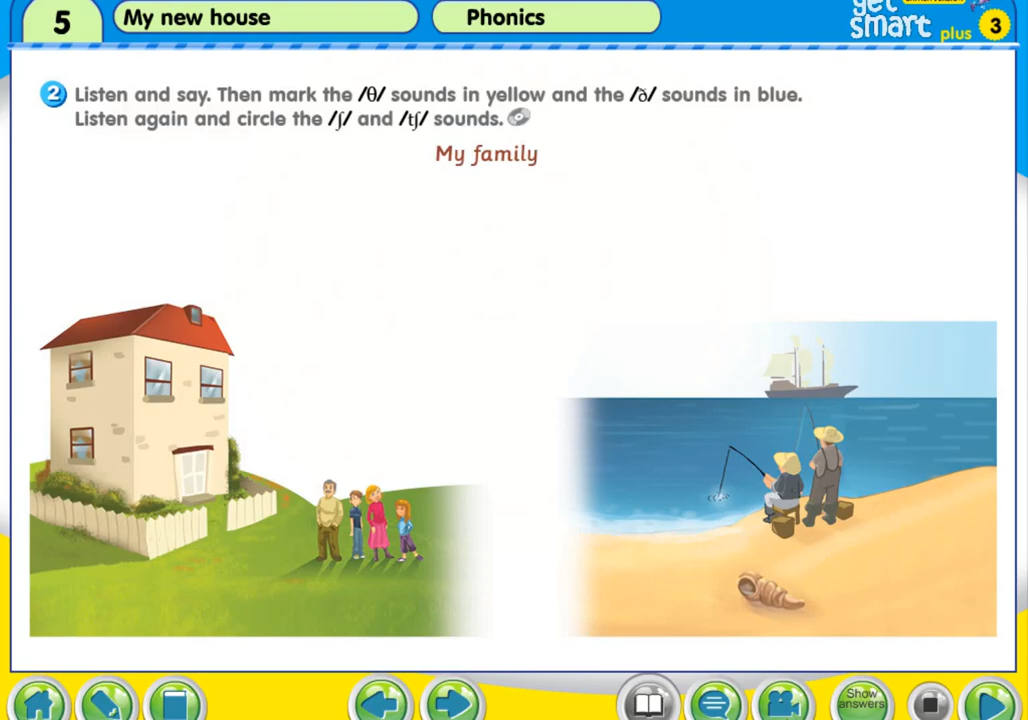 5
My new house
Phonics
get
smart plus 3
2 Listen and say. Then mark the /θ/ sounds in yellow and the /ð/ sounds in blue.
Listen again and circle the /ʃ/ and /tʃ/ sounds.
My family
Show
answers